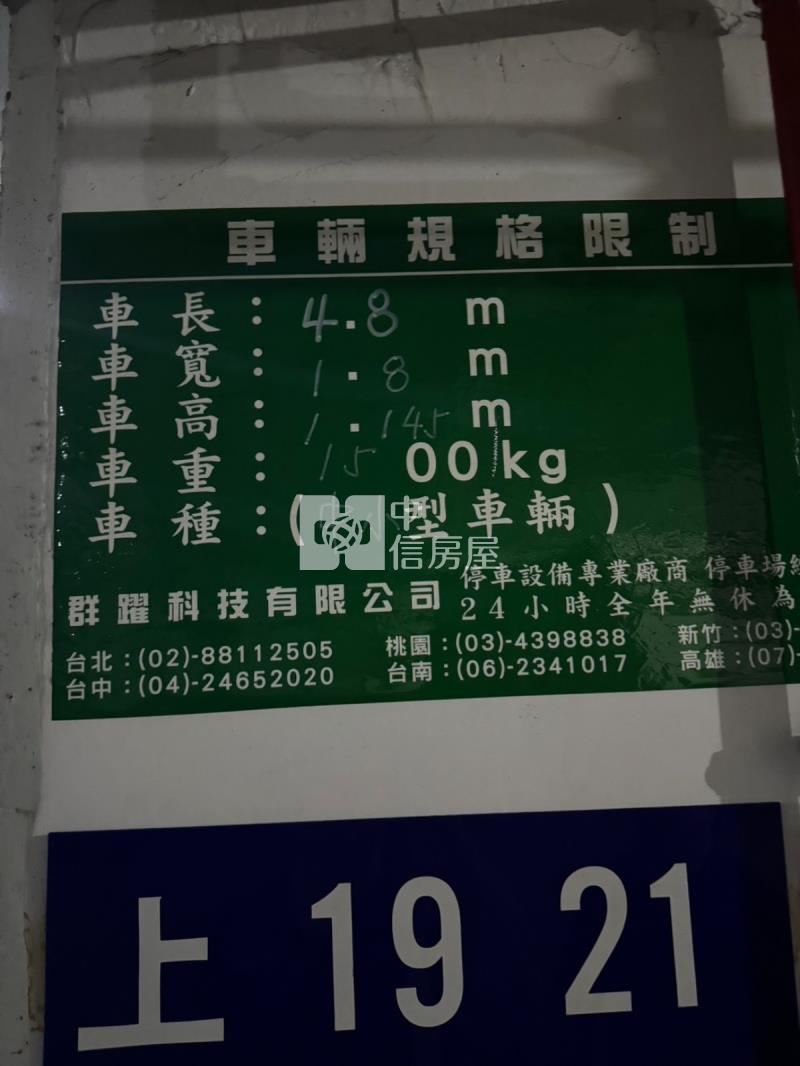 車輛規格限制
車長：4.8 m
車寬：1.8 m
車高：1.145 m
車重：1500kg
車種：( 型車輛 )
中信房屋
群躍科技有限公司 停車設備專業廠商 停車場
24小時全年無休為
台北：(02)-88112505 桃園：(03)-4398838 新竹：(03)-
台中：(04)-24652020 台南：(06)-2341017 高雄：(07)-
上 19 21